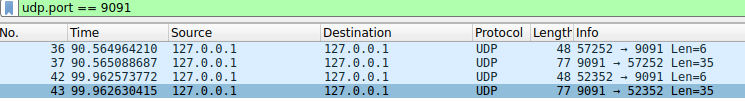 udp.port == 9091
No. Time Source Destination Protocol Length Info
36 90.564964210 127.0.0.1 127.0.0.1 UDP 48 57252 → 9091 Len=6
37 90.565088687 127.0.0.1 127.0.0.1 UDP 77 9091 → 57252 Len=35
42 99.962573772 127.0.0.1 127.0.0.1 UDP 48 52352 → 9091 Len=6
43 99.962630415 127.0.0.1 127.0.0.1 UDP 77 9091 → 52352 Len=35